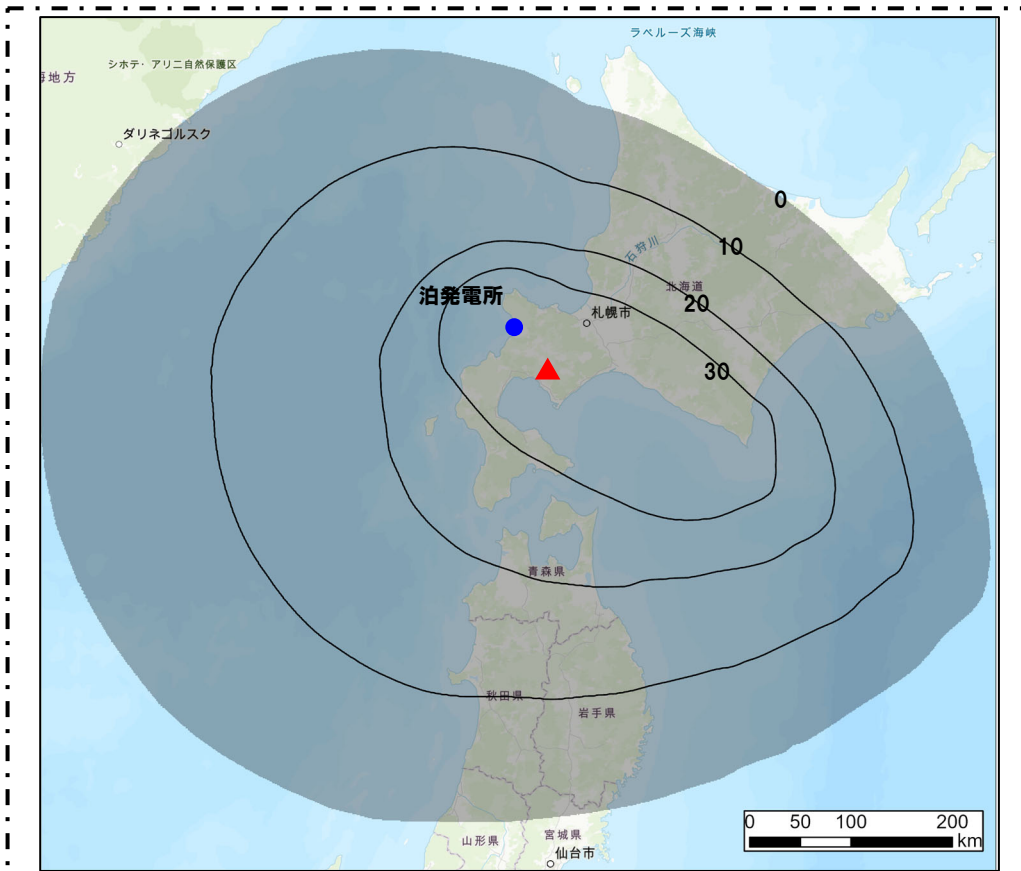 ラペルーズ海峡
シホテ・アリニ自然保護区
海地方
ダリネゴルスク
0
石狩川
10
北海道
泊発電所
20
札幌市
30
青森県
秋田県
岩手県
山形県
宮城県
仙台市
0 50 100 200
km